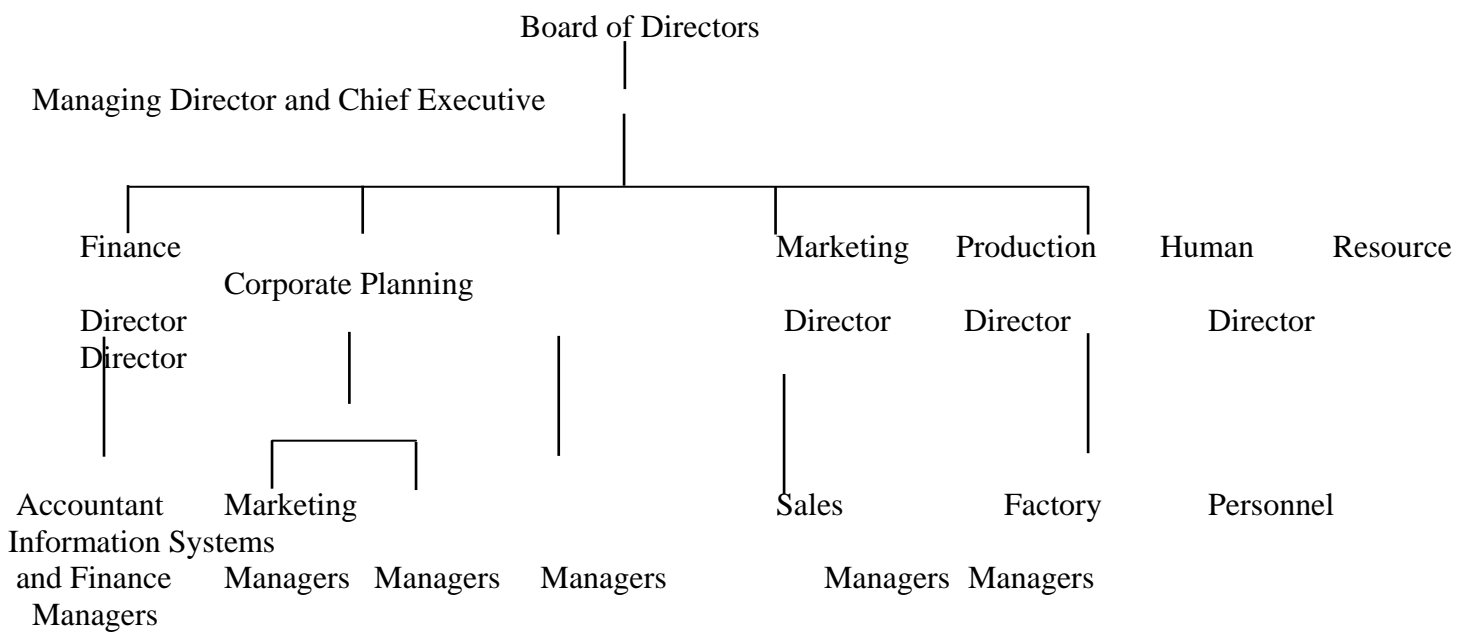 Board of Directors
Managing Director and Chief Executive
Finance Marketing Production Human Resource
Corporate Planning
Director Director Director Director
Director
Accountant Marketing Sales Factory Personnel
Information Systems
and Finance Managers Managers Managers Managers Managers
Managers